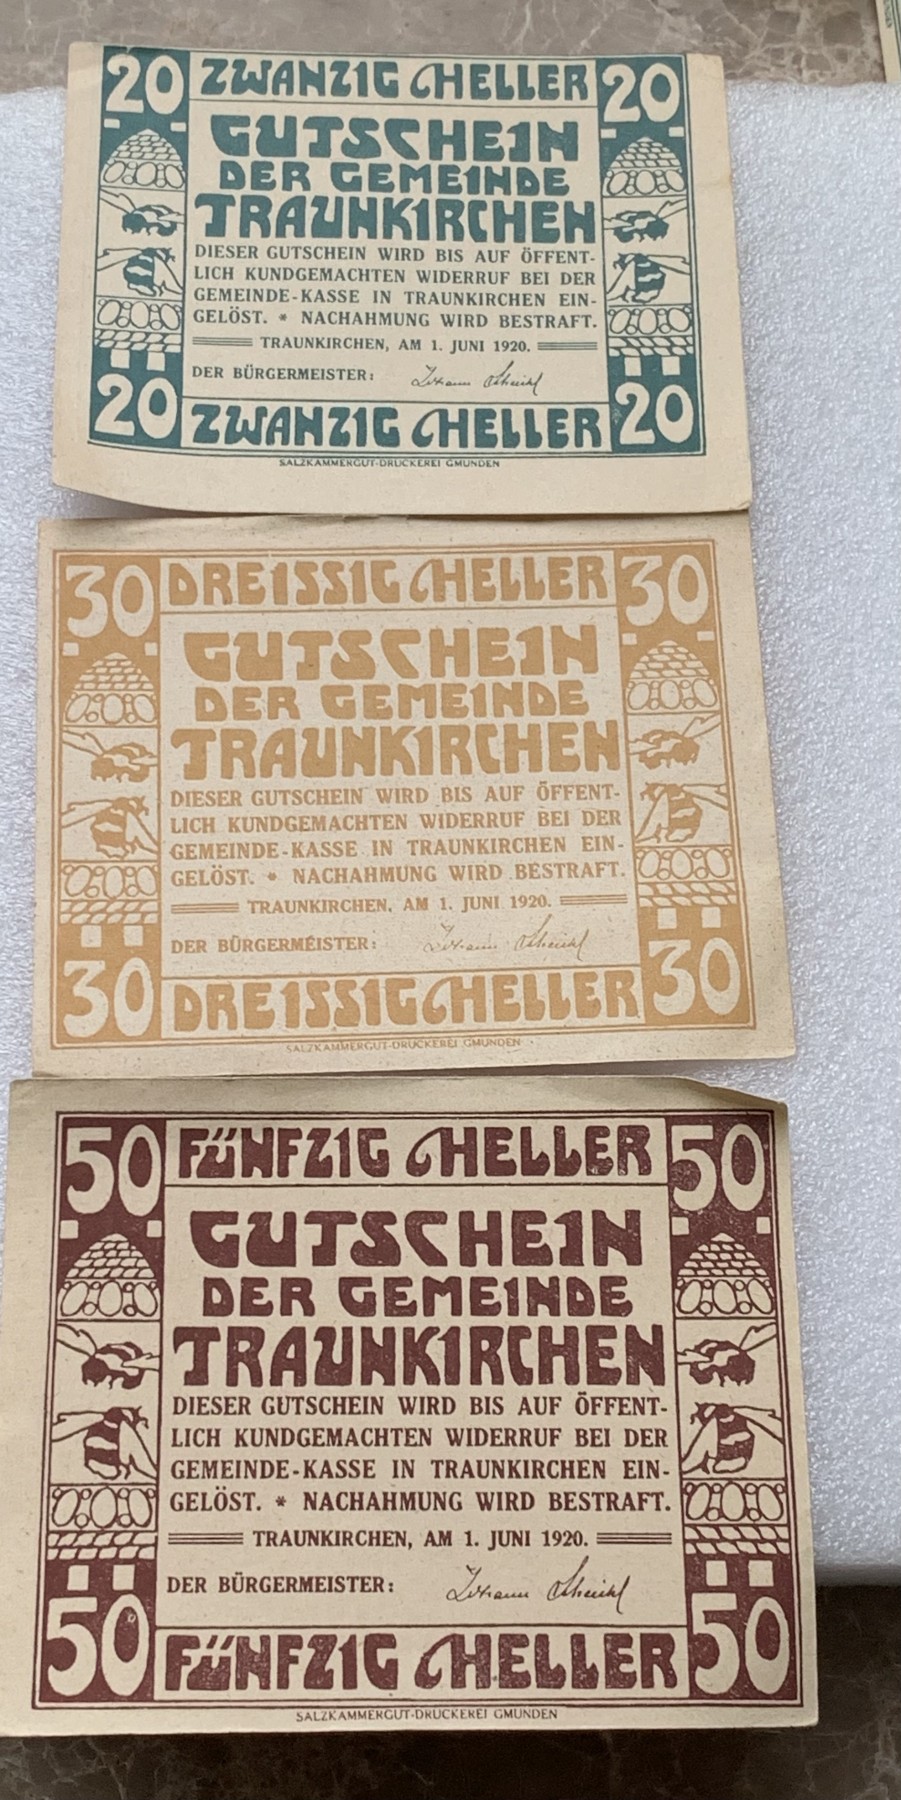 20 ZWANZIG HELLER 20
GUTSCHEIN
DER GEMEINDE
TRAUNKIRCHEN
DIESER GUTSCHEIN WIRD BIS AUF ÖFFENT-
LICH KUNDGEMACHTEN WIDERRUF BEI DER
GEMEINDE-KASSE IN TRAUNKIRCHEN EIN-
GELÖST. * NACHAHMUNG WIRD BESTRAFT.
TRAUNKIRCHEN, AM 1. JUNI 1920.
DER BÜRGERMEISTER: Johann
20 ZWANZIG HELLER 20
SALZKAMMERGUT-DRUCKEREI GMUNDEN
30 DREISSIG HELLER 30
GUTSCHEIN
DER GEMEINDE
TRAUNKIRCHEN
DIESER GUTSCHEIN WIRD BIS AUF ÖFFENT-
LICH KUNDGEMACHTEN WIDERRUF BEI DER
GEMEINDE-KASSE IN TRAUNKIRCHEN EIN-
GELÖST. * NACHAHMUNG WIRD BESTRAFT.
TRAUNKIRCHEN, AM 1. JUNI 1920.
DER BÜRGERMEISTER: Johann
30 DREISSIG HELLER 30
SALZKAMMERGUT-DRUCKEREI GMUNDEN
50 FÜNFZIG HELLER 50
GUTSCHEIN
DER GEMEINDE
TRAUNKIRCHEN
DIESER GUTSCHEIN WIRD BIS AUF ÖFFENT-
LICH KUNDGEMACHTEN WIDERRUF BEI DER
GEMEINDE-KASSE IN TRAUNKIRCHEN EIN-
GELÖST. * NACHAHMUNG WIRD BESTRAFT.
TRAUNKIRCHEN, AM 1. JUNI 1920.
DER BÜRGERMEISTER: Johann
50 FÜNFZIG HELLER 50
SALZKAMMERGUT-DRUCKEREI GMUNDEN